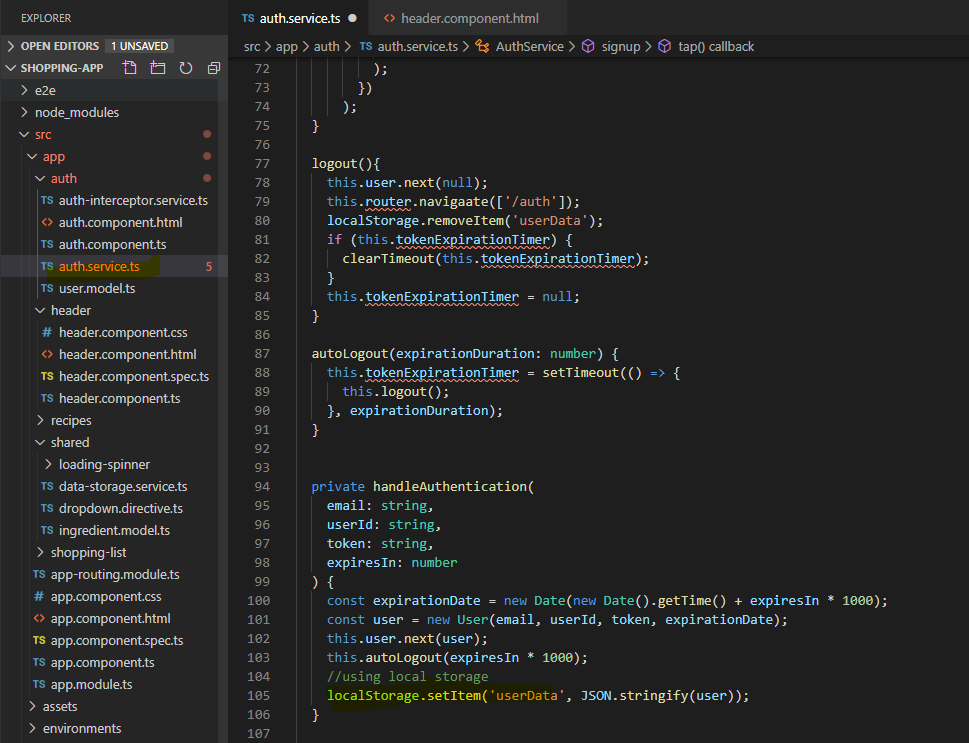 EXPLORER
OPEN EDITORS 1 UNSAVED
SHOPPING-APP
e2e
node_modules
src
app
auth
TS auth-interceptor.service.ts
<> auth.component.html
TS auth.component.ts
TS auth.service.ts 5
TS user.model.ts
header
# header.component.css
<> header.component.html
TS header.component.spec.ts
TS header.component.ts
recipes
shared
loading-spinner
TS data-storage.service.ts
TS dropdown.directive.ts
TS ingredient.model.ts
shopping-list
TS app-routing.module.ts
# app.component.css
<> app.component.html
TS app.component.spec.ts
TS app.component.ts
TS app.module.ts
assets
environments
TS auth.service.ts ● <> header.component.html
src > app > auth > TS auth.service.ts > AuthService > signup > tap() callback
72 );
73 })
74 );
75 }
76
77 logout(){
78 this.user.next(null);
79 this.router.navigaate(['/auth']);
80 localStorage.removeItem('userData');
81 if (this.tokenExpirationTimer) {
82 clearTimeout(this.tokenExpirationTimer);
83 }
84 this.tokenExpirationTimer = null;
85 }
86
87 autoLogout(expirationDuration: number) {
88 this.tokenExpirationTimer = setTimeout(() => {
89 this.logout();
90 }, expirationDuration);
91 }
92
93
94 private handleAuthentication(
95 email: string,
96 userId: string,
97 token: string,
98 expiresIn: number
99 ) {
100 const expirationDate = new Date(new Date().getTime() + expiresIn * 1000);
101 const user = new User(email, userId, token, expirationDate);
102 this.user.next(user);
103 this.autoLogout(expiresIn * 1000);
104 //using local storage
105 localStorage.setItem('userData', JSON.stringify(user));
106 }
107